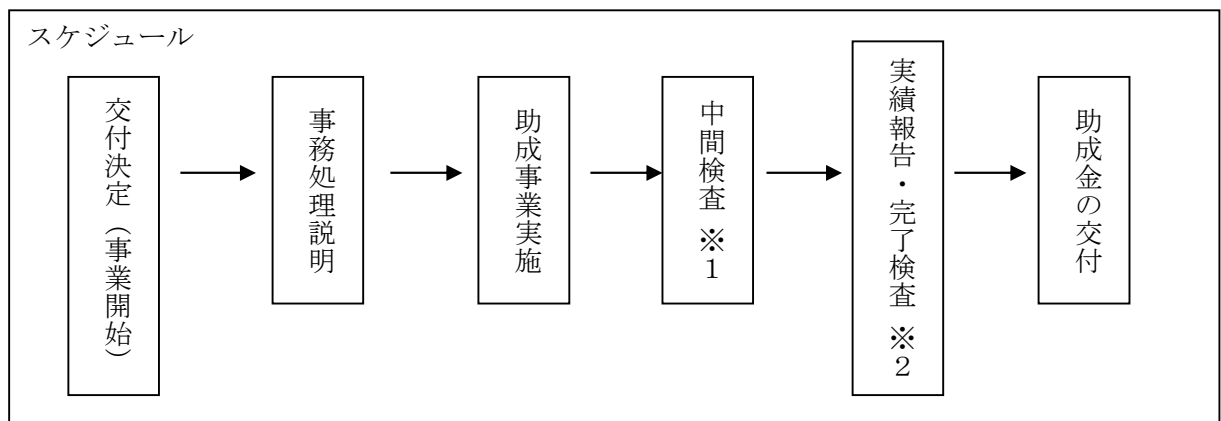 スケジュール
交付決定（事業開始）
事務処理説明
助成事業実施
中間検査 ※１
実績報告・完了検査 ※２
助成金の交付